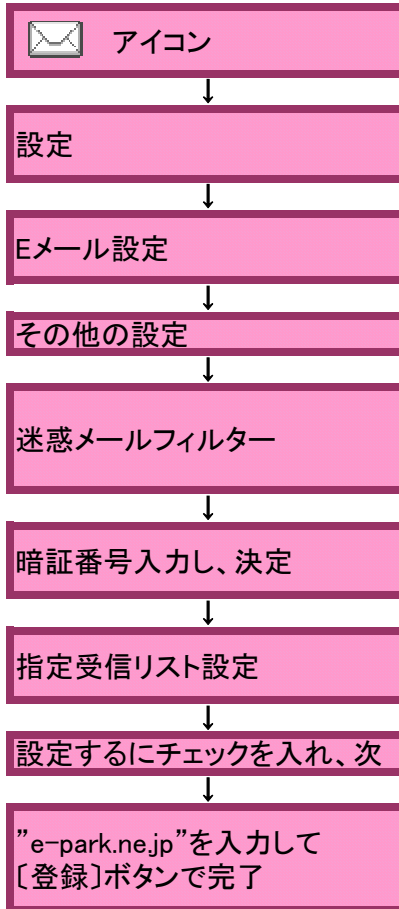 アイコン
↓
設定
↓
Eメール設定
↓
その他の設定
↓
迷惑メールフィルター
↓
暗証番号入力し、決定
↓
指定受信リスト設定
↓
設定するにチェックを入れ、次
↓
”e-park.ne.jp”を入力して
〔登録〕ボタンで完了